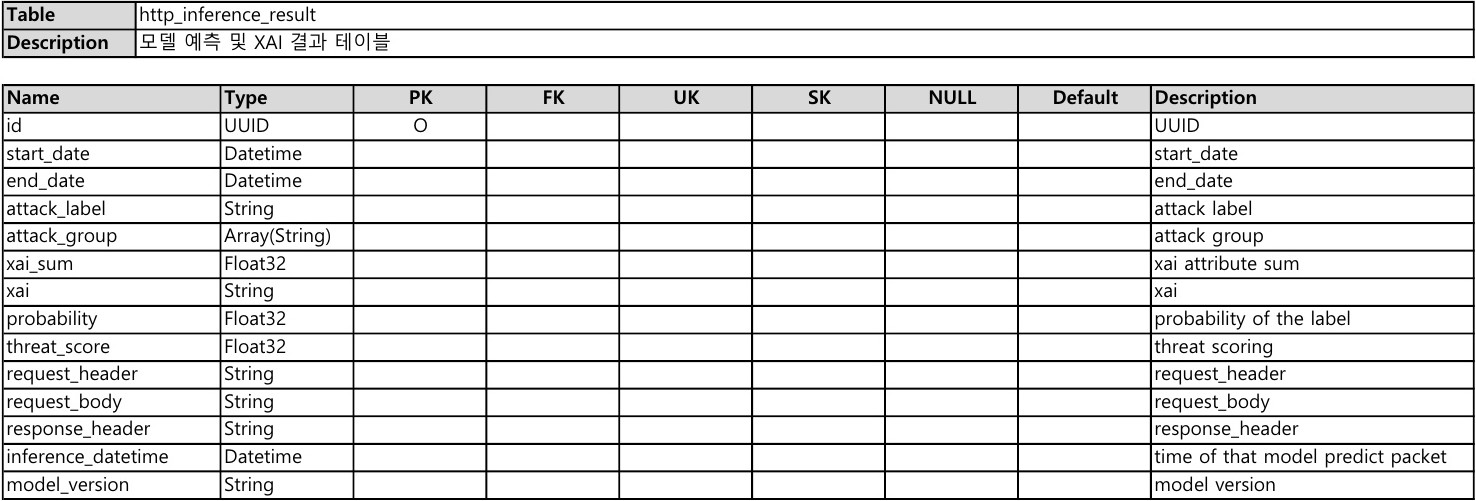 Table http_inference_result
Description 모델 예측 및 XAI 결과 테이블
Name Type PK FK UK SK NULL Default Description
id UUID O UUID
start_date Datetime start_date
end_date Datetime end_date
attack_label String attack label
attack_group Array(String) attack group
xai_sum Float32 xai attribute sum
xai String xai
probability Float32 probability of the label
threat_score Float32 threat scoring
request_header String request_header
request_body String request_body
response_header String response_header
inference_datetime Datetime time of that model predict packet
model_version String model version